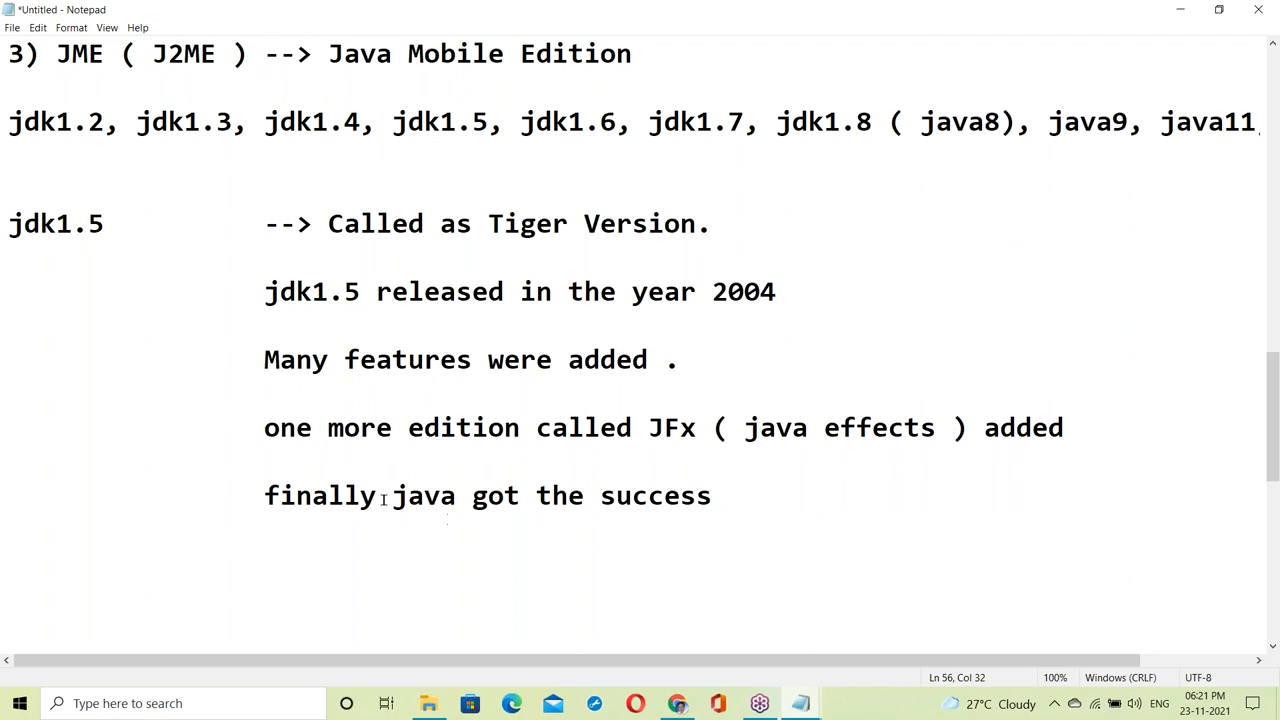 *Untitled - Notepad
File Edit Format View Help
3) JME ( J2ME ) --> Java Mobile Edition
jdk1.2, jdk1.3, jdk1.4, jdk1.5, jdk1.6, jdk1.7, jdk1.8 ( java8), java9, java11,
jdk1.5 --> Called as Tiger Version.
jdk1.5 released in the year 2004
Many features were added .
one more edition called JFx ( java effects ) added
finally java got the success
Ln 56, Col 32 100% Windows (CRLF) UTF-8
Type here to search 27°C Cloudy ENG 06:21 PM
23-11-2021